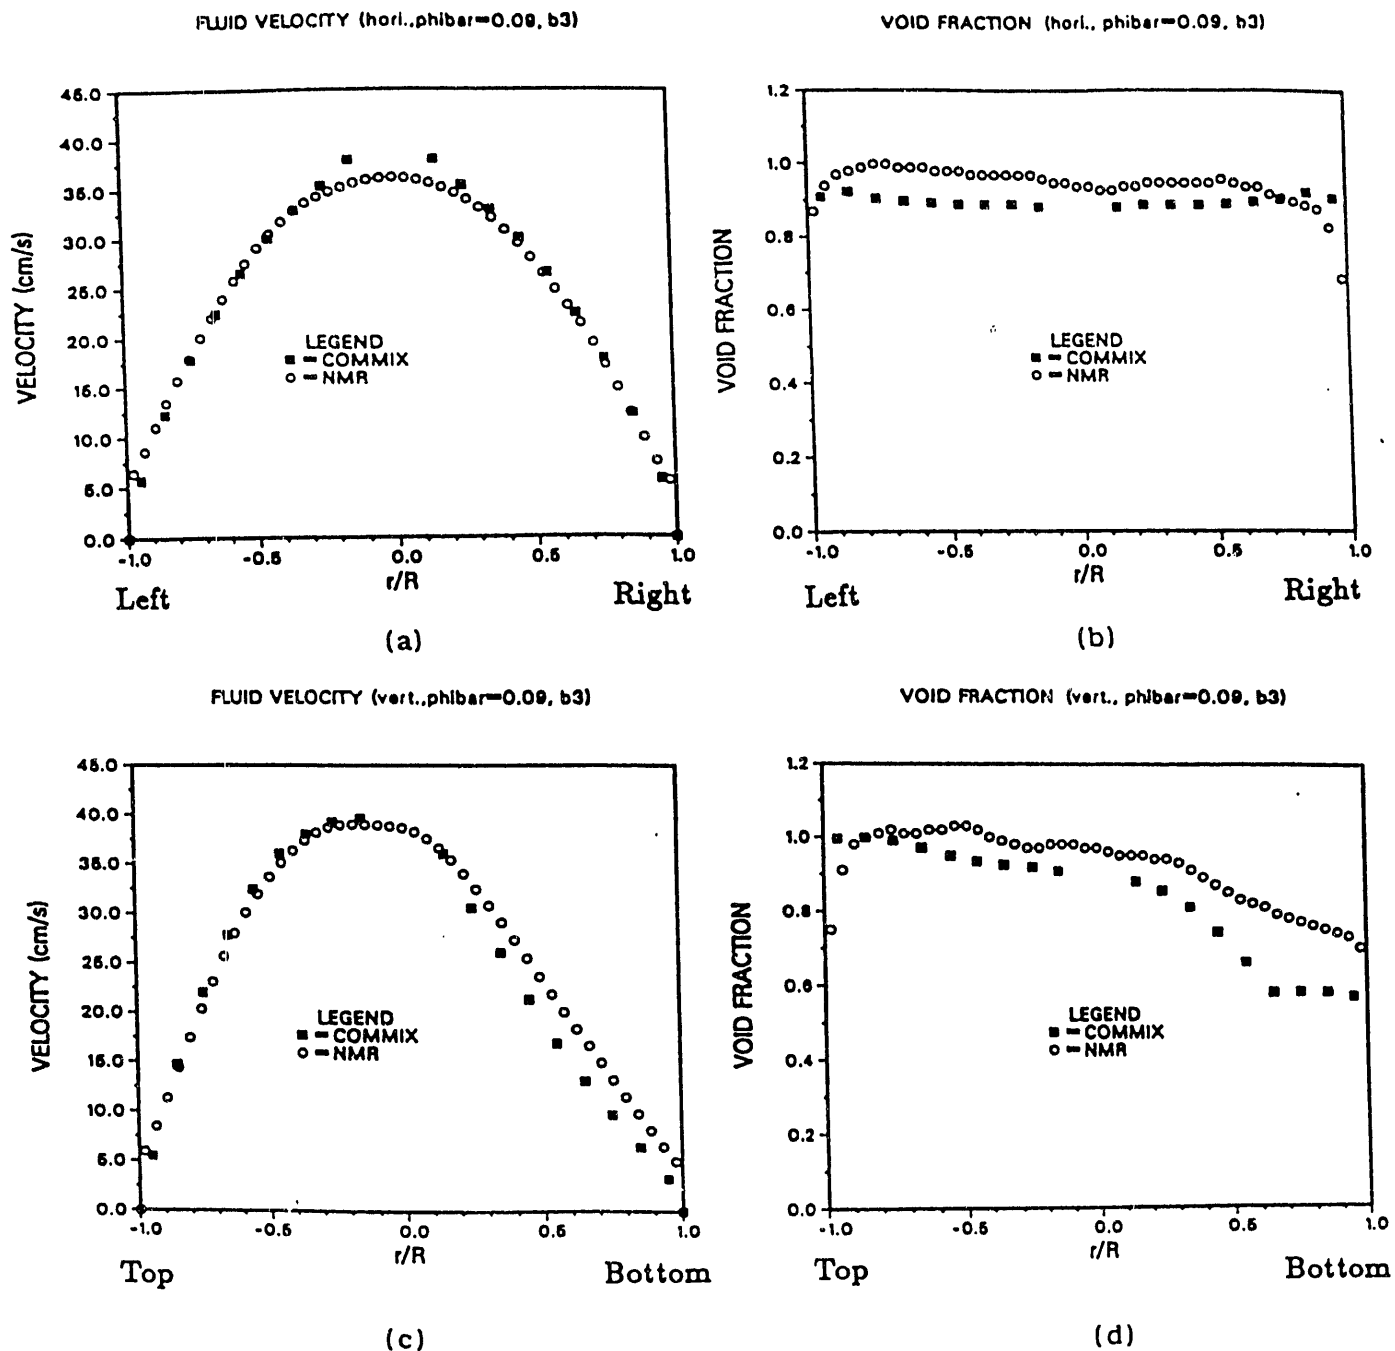 FLUID VELOCITY (hori.,phibar=0.09, b3)
45.0
40.0
35.0
30.0
25.0
20.0
15.0
10.0
5.0
0.0
VELOCITY (cm/s)
LEGEND
■ = COMMIX
○ = NMR
-1.0 -0.5 0.0 0.5 1.0
r/R
Left Right
(a)
VOID FRACTION (hori., phibar=0.09, b3)
1.2
1.0
0.8
0.6
0.4
0.2
0.0
VOID FRACTION
LEGEND
■ = COMMIX
○ = NMR
-1.0 -0.5 0.0 0.5 1.0
r/R
Left Right
(b)
FLUID VELOCITY (vert.,phibar=0.09, b3)
45.0
40.0
35.0
30.0
25.0
20.0
15.0
10.0
5.0
0.0
VELOCITY (cm/s)
LEGEND
■ = COMMIX
○ = NMR
-1.0 -0.5 0.0 0.5 1.0
r/R
Top Bottom
(c)
VOID FRACTION (vert., phibar=0.09, b3)
1.2
1.0
0.8
0.6
0.4
0.2
0.0
VOID FRACTION
LEGEND
■ = COMMIX
○ = NMR
-1.0 -0.5 0.0 0.5 1.0
r/R
Top Bottom
(d)